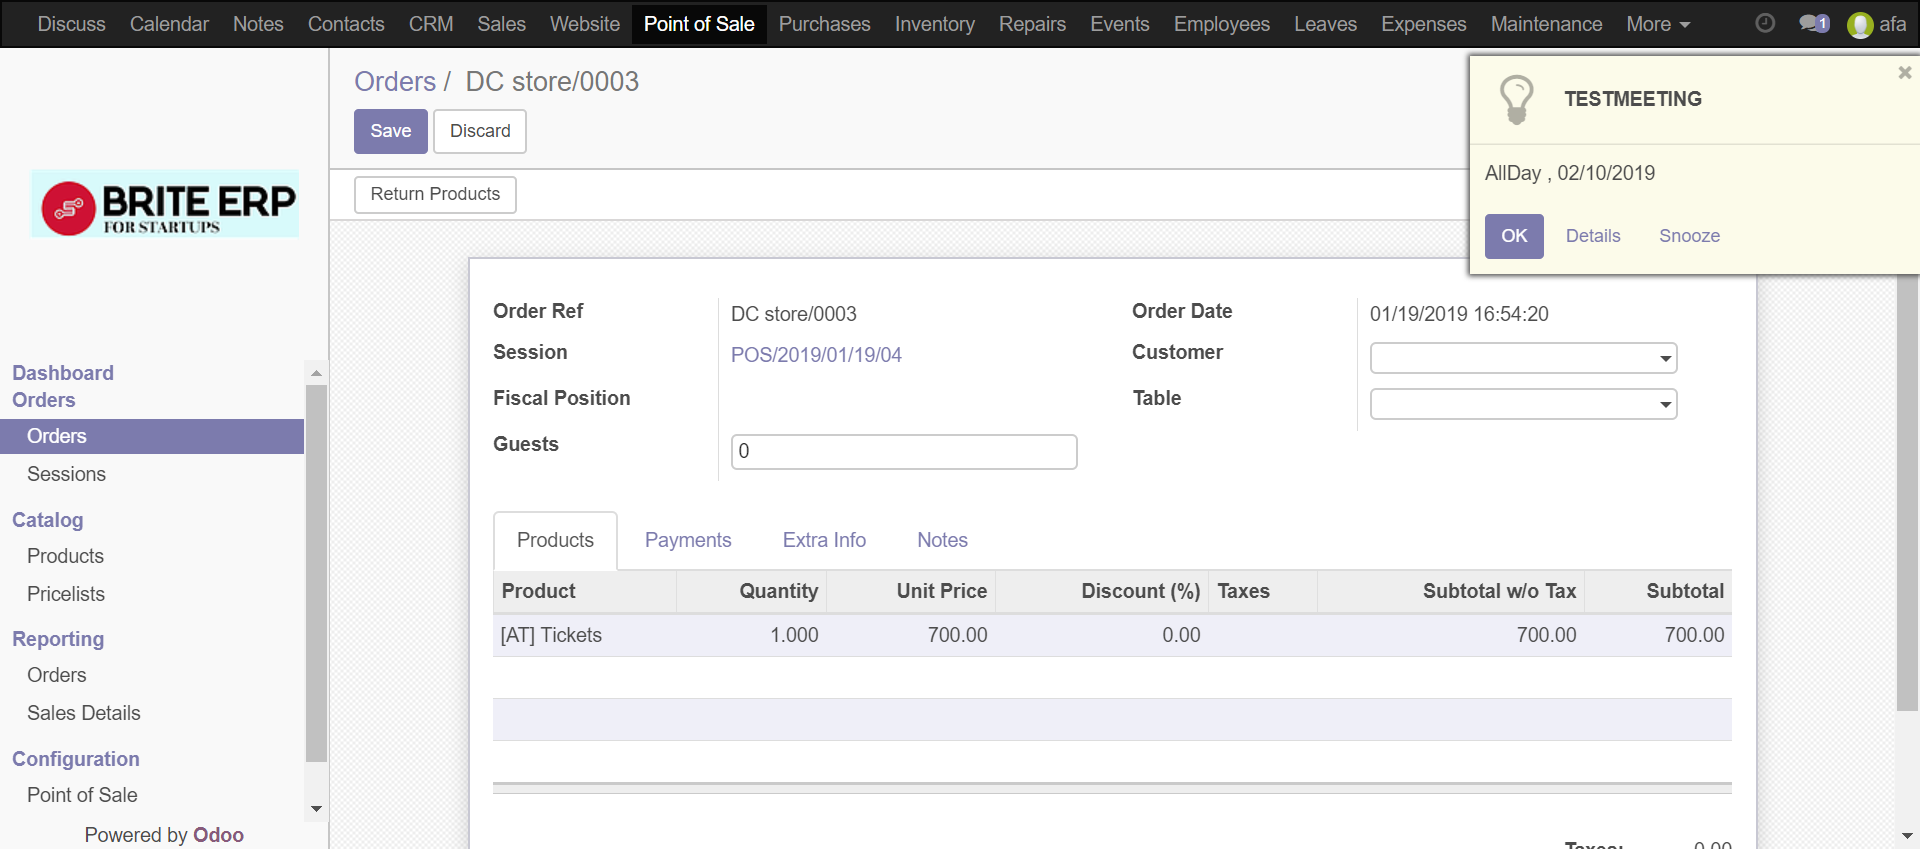 Discuss Calendar Notes Contacts CRM Sales Website Point of Sale Purchases Inventory Repairs Events Employees Leaves Expenses Maintenance More 1 afa
Orders / DC store/0003
Save Discard
Return Products
TESTMEETING
AllDay , 02/10/2019
OK Details Snooze
BRITE ERP
FOR STARTUPS
Dashboard
Orders
Orders
Sessions
Catalog
Products
Pricelists
Reporting
Orders
Sales Details
Configuration
Point of Sale
Powered by Odoo
Order Ref DC store/0003 Order Date 01/19/2019 16:54:20
Session POS/2019/01/19/04 Customer
Fiscal Position Table
Guests 0
Products Payments Extra Info Notes
Product Quantity Unit Price Discount (%) Taxes Subtotal w/o Tax Subtotal
[AT] Tickets 1.000 700.00 0.00 700.00 700.00
Taxes: 0.00